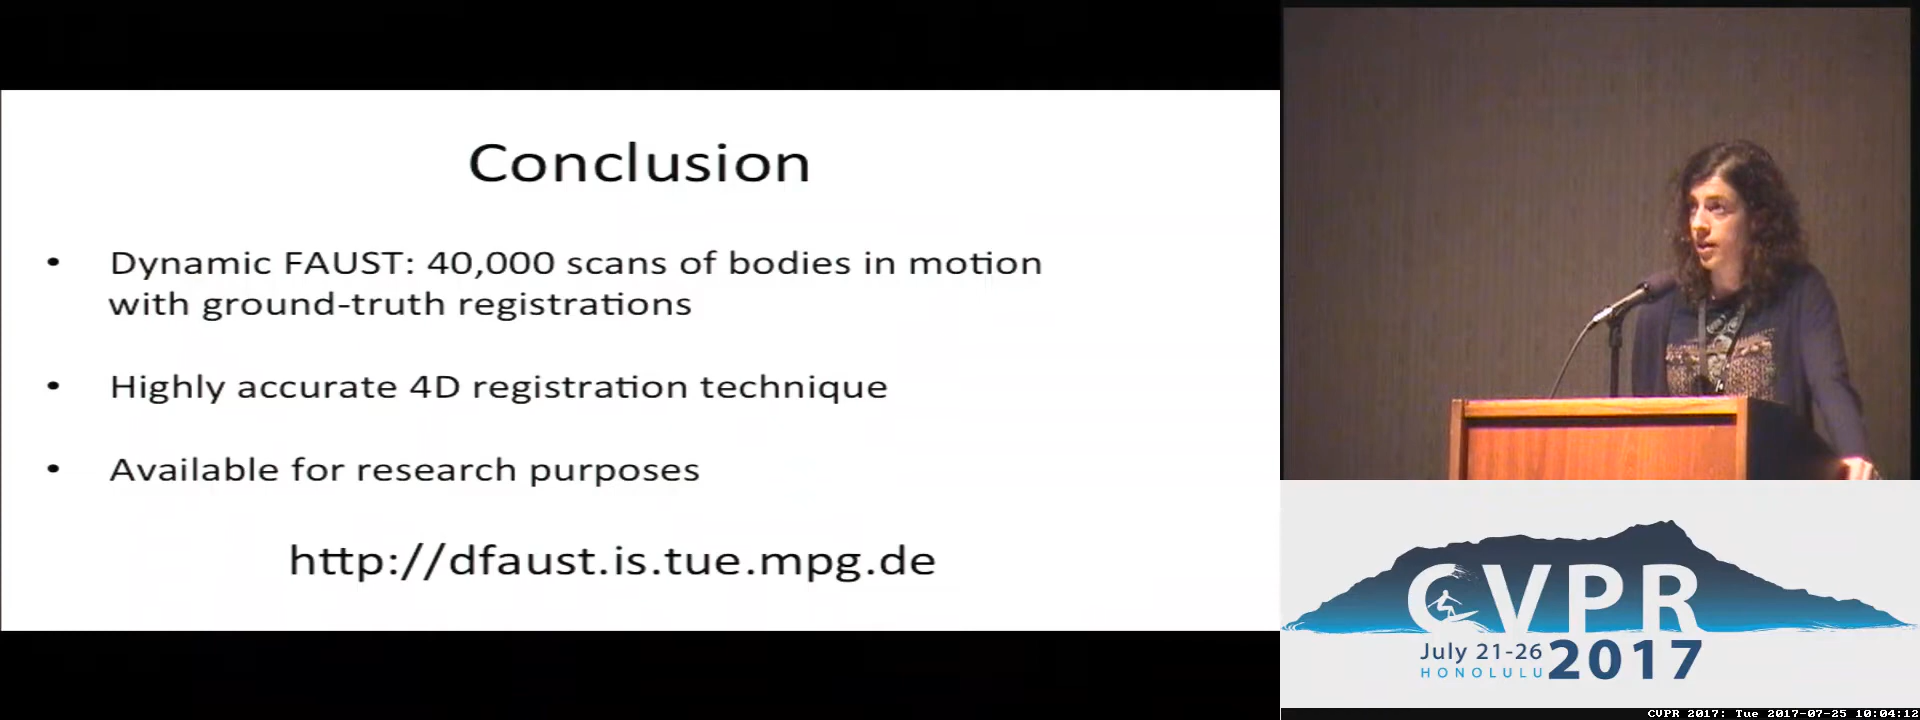 Conclusion
• Dynamic FAUST: 40,000 scans of bodies in motion
with ground-truth registrations
• Highly accurate 4D registration technique
• Available for research purposes
http://dfaust.is.tue.mpg.de
CVPR
July 21-26
HONOLULU
2017
CVPR 2017: Tue 2017-07-25 10:04:12